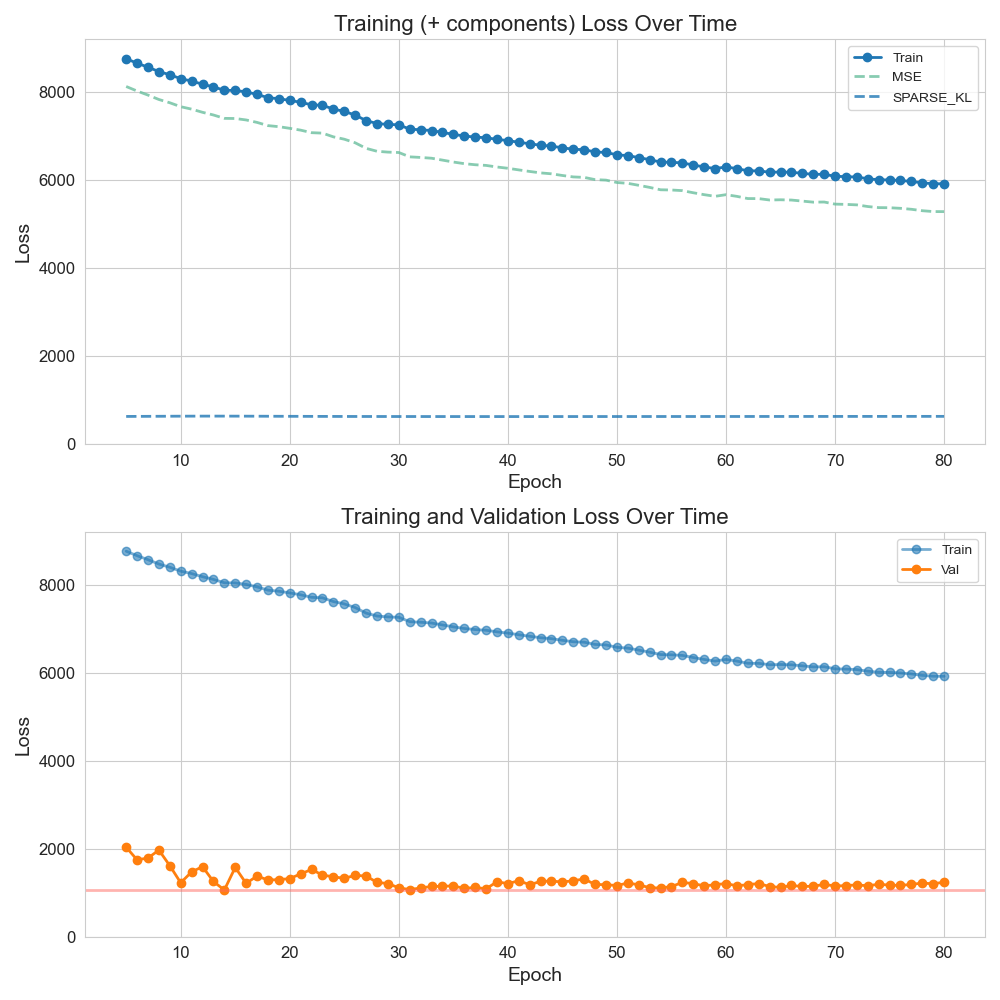 Training (+ components) Loss Over Time
Train
MSE
SPARSE_KL
Loss
8000
6000
4000
2000
0
10 20 30 40 50 60 70 80
Epoch
Training and Validation Loss Over Time
Train
Val
Loss
8000
6000
4000
2000
0
10 20 30 40 50 60 70 80
Epoch